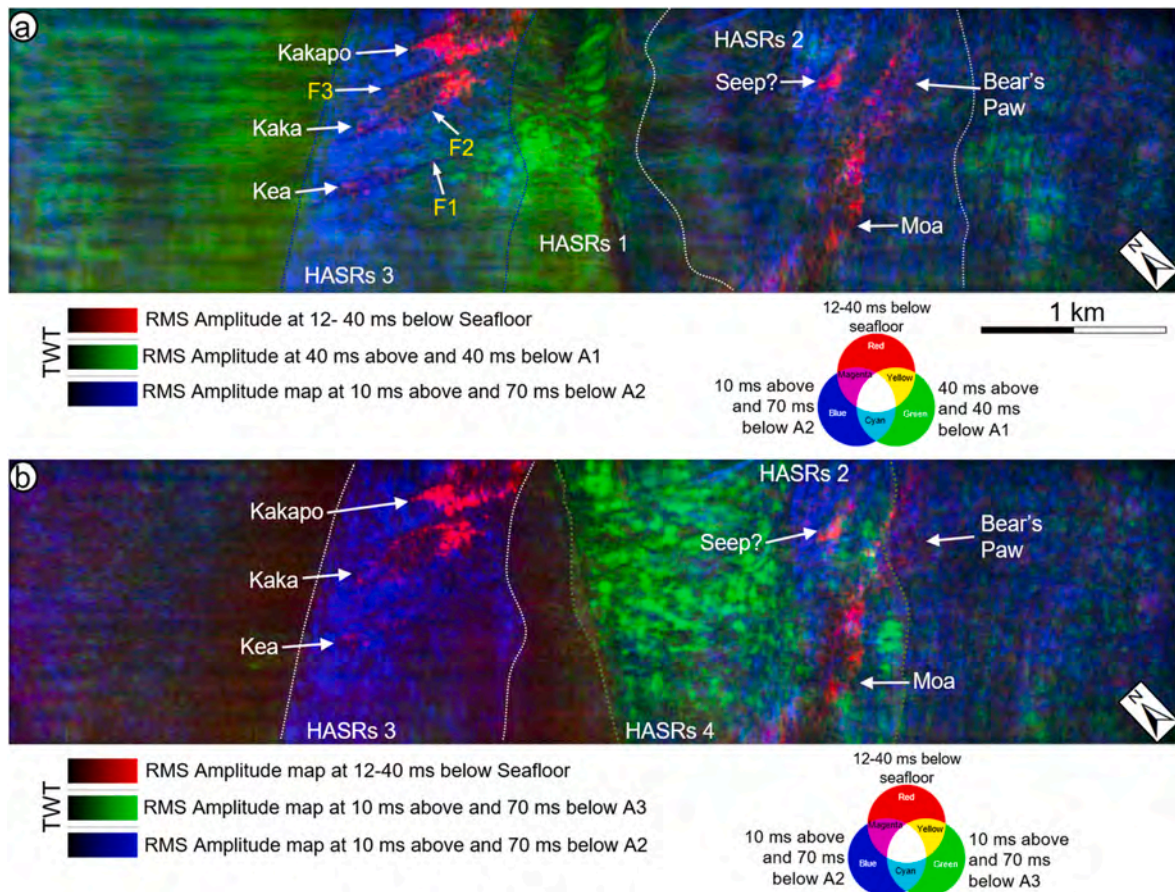 a
Kakapo
F3
Kaka
F2
Kea
F1
HASRs 3
HASRs 1
HASRs 2
Seep?
Bear's
Paw
Moa
N
TWT
RMS Amplitude at 12- 40 ms below Seafloor
RMS Amplitude at 40 ms above and 40 ms below A1
RMS Amplitude map at 10 ms above and 70 ms below A2
12-40 ms below
seafloor
Red
Magenta
Yellow
Blue
Green
Cyan
10 ms above
and 70 ms
below A2
40 ms above
and 40 ms
below A1
1 km
b
Kakapo
Kaka
Kea
HASRs 3
HASRs 4
HASRs 2
Seep?
Bear's
Paw
Moa
N
TWT
RMS Amplitude map at 12-40 ms below Seafloor
RMS Amplitude map at 10 ms above and 70 ms below A3
RMS Amplitude map at 10 ms above and 70 ms below A2
12-40 ms below
seafloor
Red
Magenta
Yellow
Blue
Green
Cyan
10 ms above
and 70 ms
below A2
10 ms above
and 70 ms
below A3